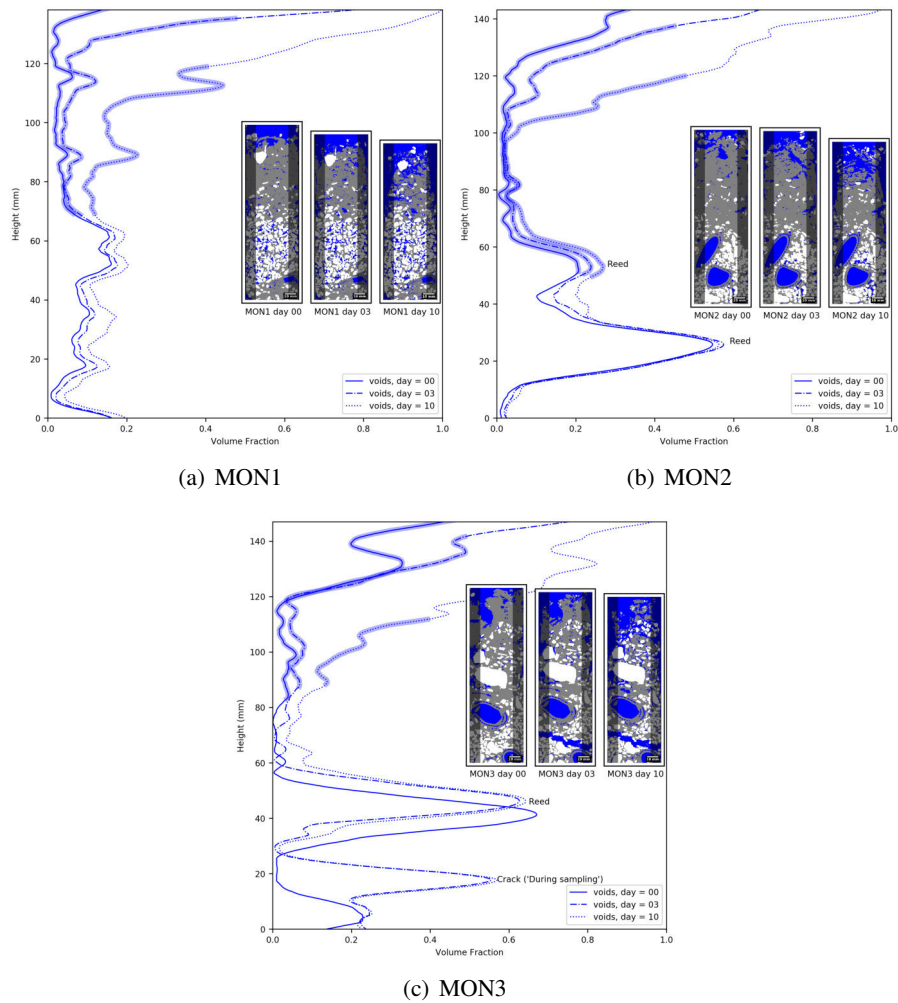 120
100
80
60
40
20
0
Height (mm)
MON1 day 00
MON1 day 03
MON1 day 10
voids, day = 00
voids, day = 03
voids, day = 10
0.0 0.2 0.4 0.6 0.8 1.0
Volume Fraction
(a) MON1
140
120
100
80
60
40
20
0
Height (mm)
Reed
Reed
MON2 day 00
MON2 day 03
MON2 day 10
voids, day = 00
voids, day = 03
voids, day = 10
0.0 0.2 0.4 0.6 0.8 1.0
Volume Fraction
(b) MON2
140
120
100
80
60
40
20
0
Height (mm)
MON3 day 00
MON3 day 03
MON3 day 10
Reed
Crack ('During sampling')
voids, day = 00
voids, day = 03
voids, day = 10
0.0 0.2 0.4 0.6 0.8 1.0
Volume Fraction
(c) MON3